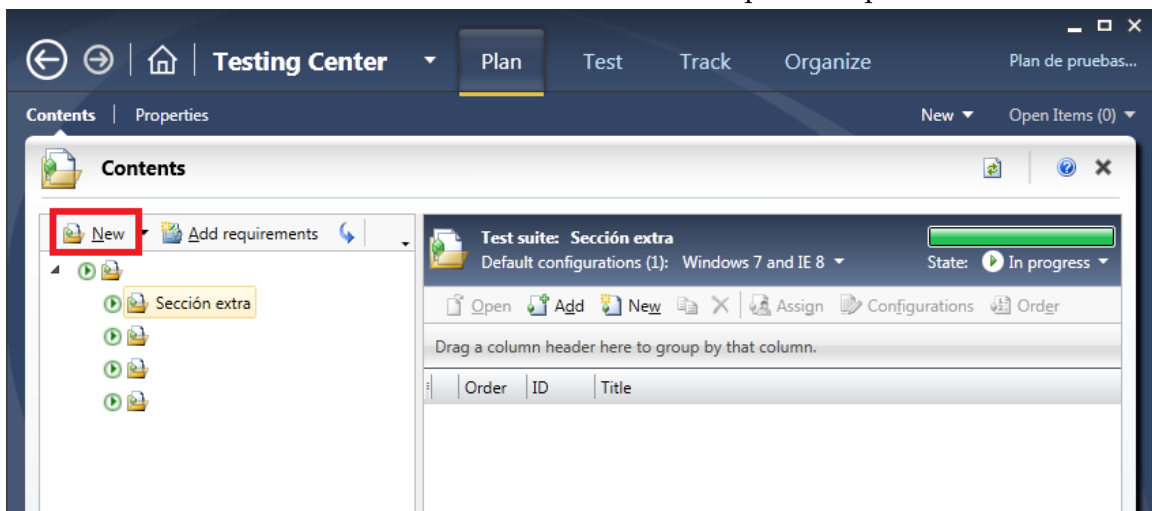 Testing Center Plan Test Track Organize Plan de pruebas...
Contents Properties New Open Items (0)
Contents
New Add requirements
Test suite: Sección extra
Default configurations (1): Windows 7 and IE 8 State: In progress
Sección extra
Open Add New Assign Configurations Order
Drag a column header here to group by that column.
Order ID Title